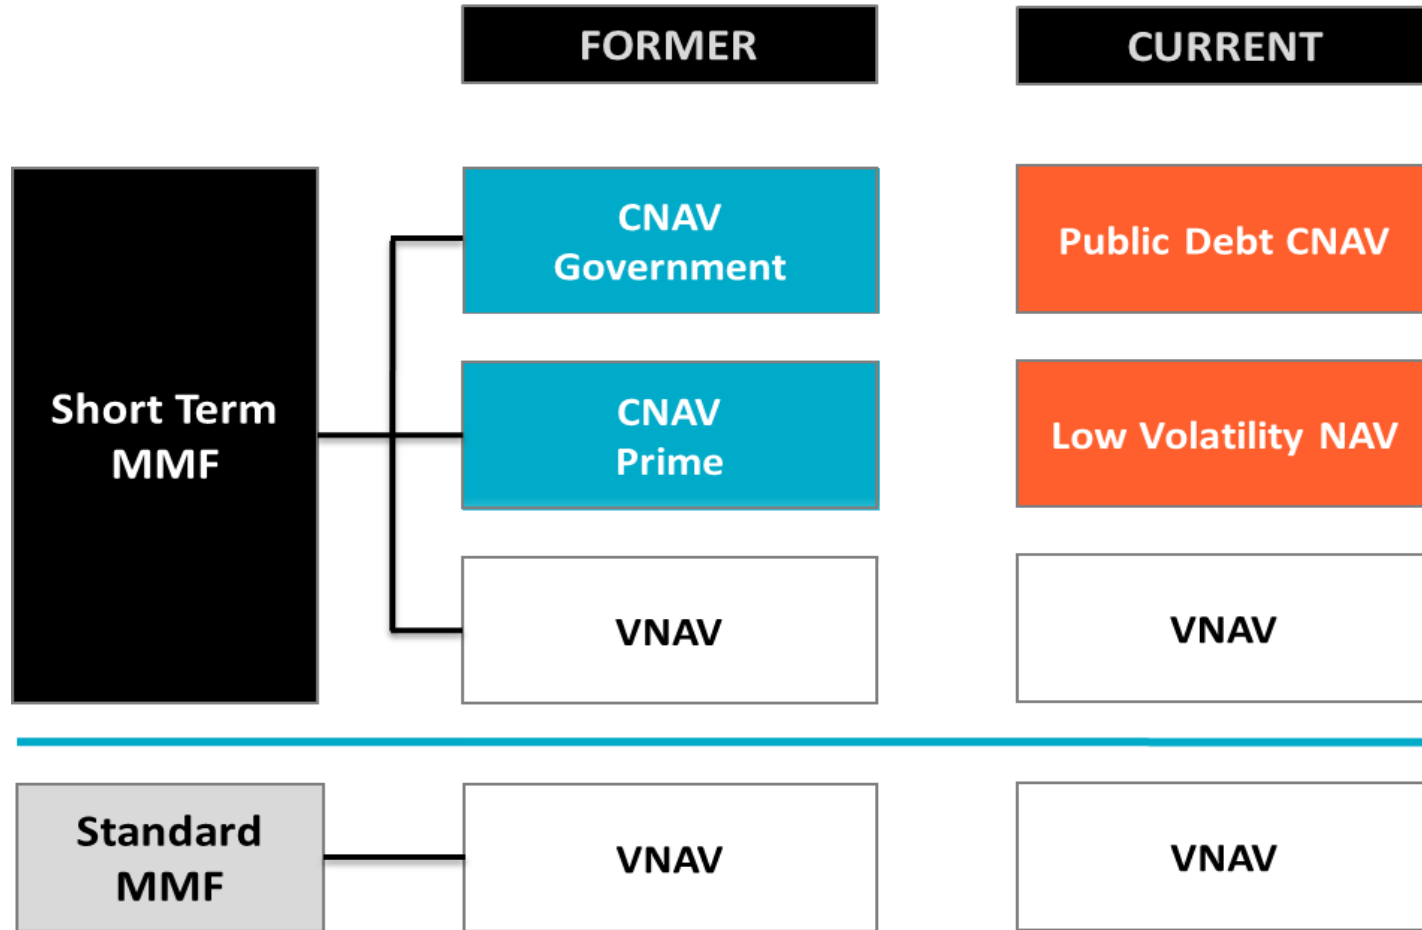 FORMER
CURRENT
Short Term
MMF
CNAV
Government
Public Debt CNAV
CNAV
Prime
Low Volatility NAV
VNAV
VNAV
Standard
MMF
VNAV
VNAV